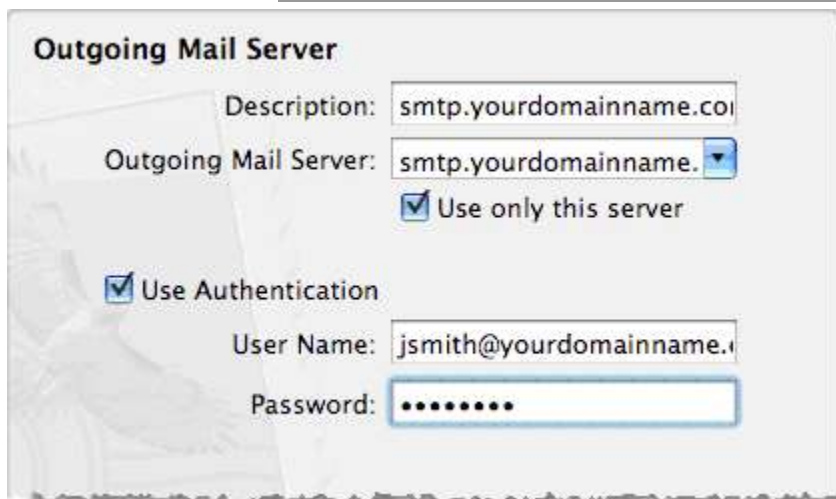 Outgoing Mail Server
Description: smtp.yourdomainname.co
Outgoing Mail Server: smtp.yourdomainname.
Use only this server
Use Authentication
User Name: jsmith@yourdomainname.
Password: ••••••••